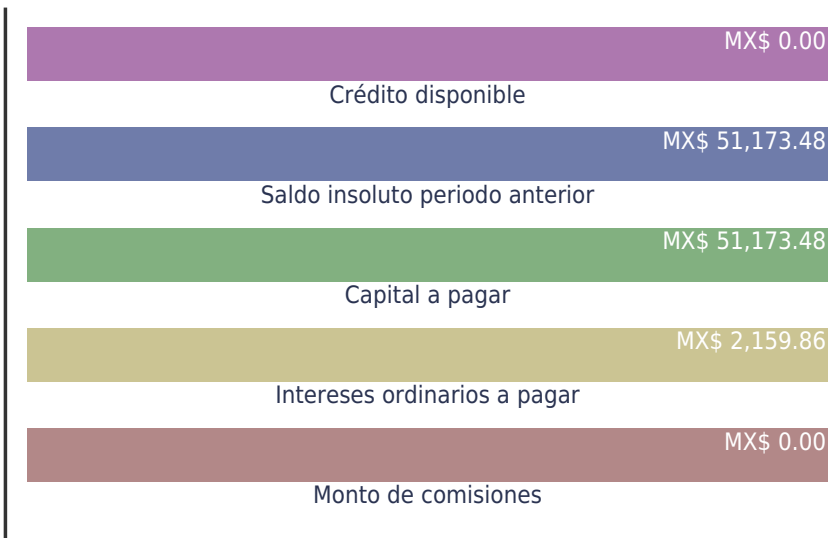 MX$ 0.00
Crédito disponible
MX$ 51,173.48
Saldo insoluto periodo anterior
MX$ 51,173.48
Capital a pagar
MX$ 2,159.86
Intereses ordinarios a pagar
MX$ 0.00
Monto de comisiones